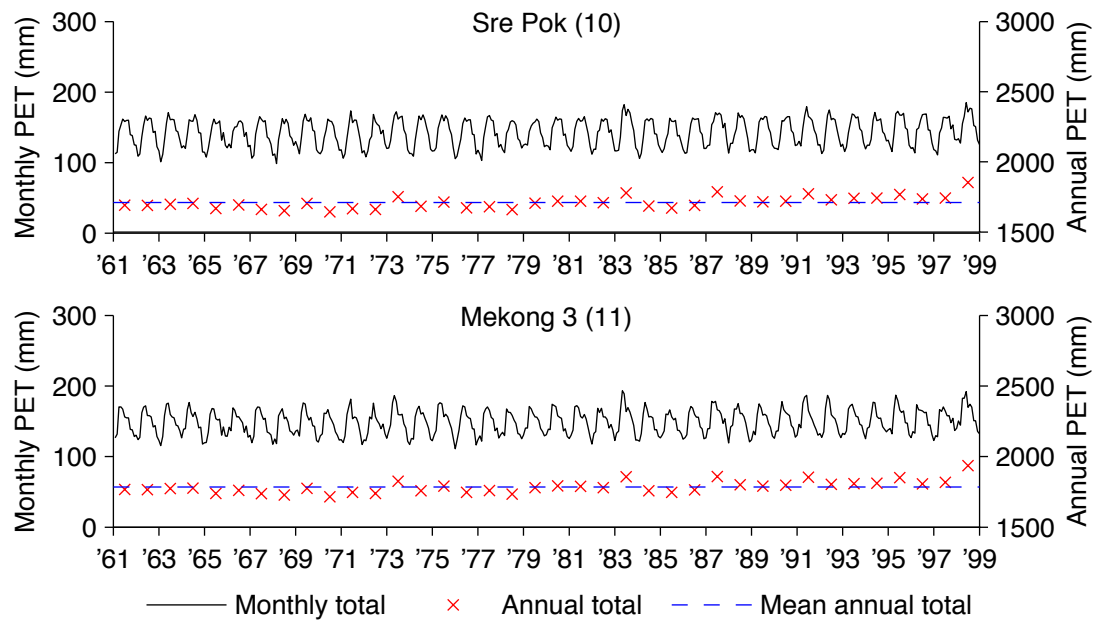 Sre Pok (10)
Monthly PET (mm)
300
200
100
0
Annual PET (mm)
3000
2500
2000
1500
’61 ’63 ’65 ’67 ’69 ’71 ’73 ’75 ’77 ’79 ’81 ’83 ’85 ’87 ’89 ’91 ’93 ’95 ’97 ’99
Mekong 3 (11)
Monthly PET (mm)
300
200
100
0
Annual PET (mm)
3000
2500
2000
1500
’61 ’63 ’65 ’67 ’69 ’71 ’73 ’75 ’77 ’79 ’81 ’83 ’85 ’87 ’89 ’91 ’93 ’95 ’97 ’99
Monthly total Annual total Mean annual total